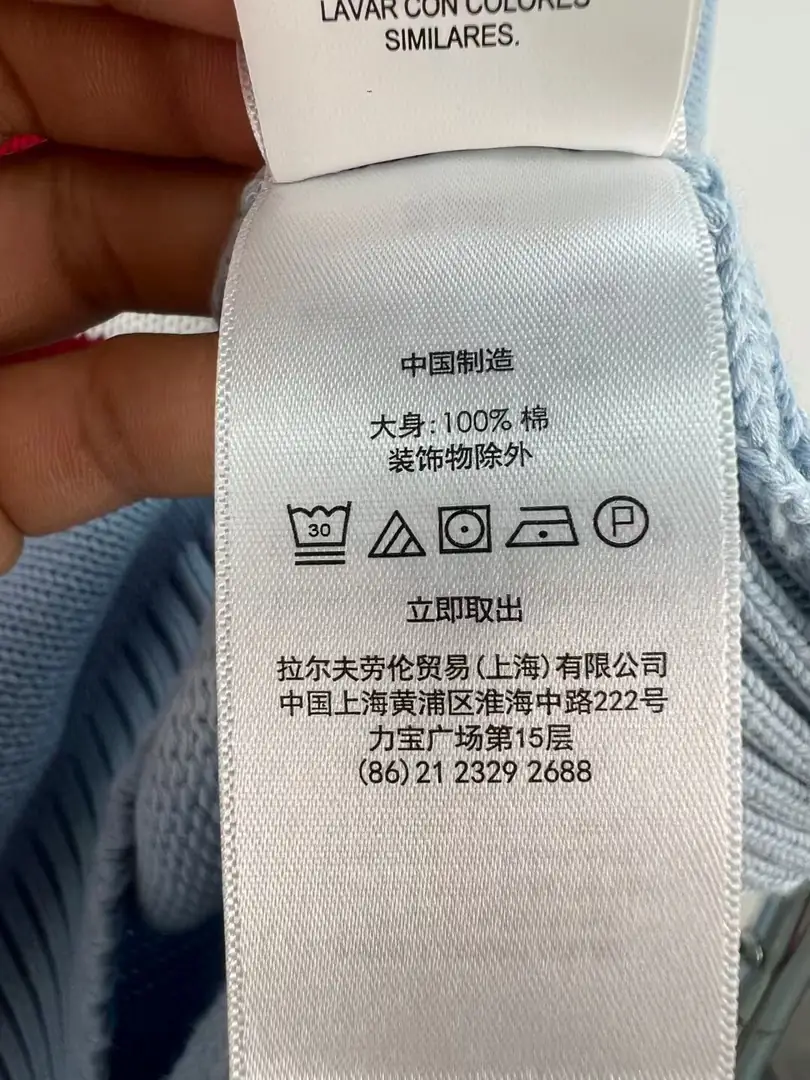 LAVAR CON COLORES
SIMILARES.
中国制造
大身:100% 棉
装饰物除外
30 P
立即取出
拉尔夫劳伦贸易(上海)有限公司
中国上海黄浦区淮海中路222号
力宝广场第15层
(86)21 2329 2688